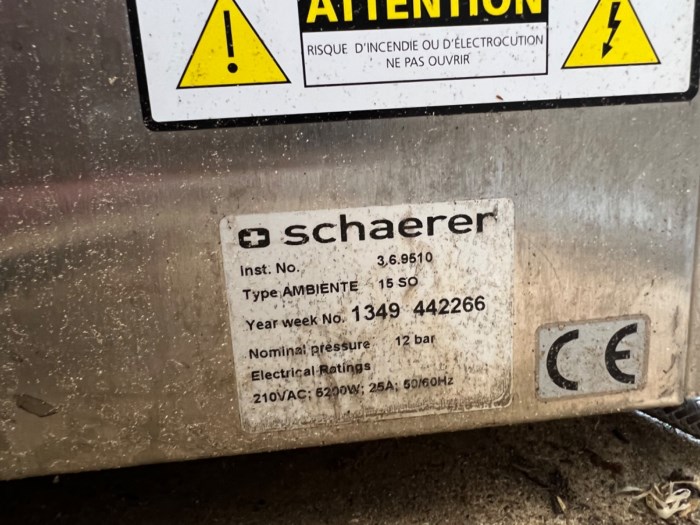 ATTENTION
RISQUE D'INCENDIE OU D'ÉLECTROCUTION
NE PAS OUVRIR
schaerer
Inst. No. 3.6.9510
Type AMBIENTE 15 SO
Year week No. 1349 442266
Nominal pressure 12 bar
Electrical Ratings
210VAC; 5200W; 25A; 50/60Hz
CE